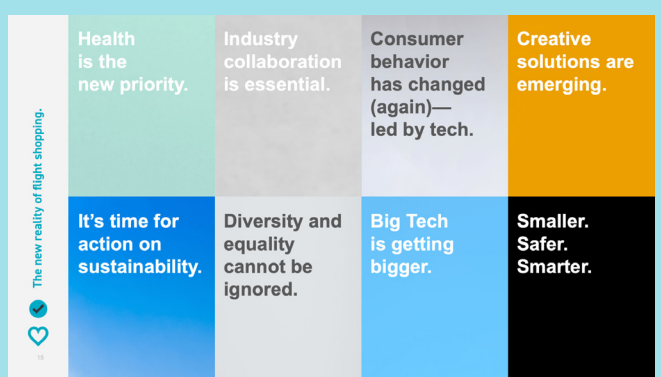 The new reality of flight shopping.
Health
is the
new priority.
Industry
collaboration
is essential.
Consumer
behavior
has changed
(again)—
led by tech.
Creative
solutions are
emerging.
It’s time for
action on
sustainability.
Diversity and
equality
cannot be
ignored.
Big Tech
is getting
bigger.
Smaller.
Safer.
Smarter.